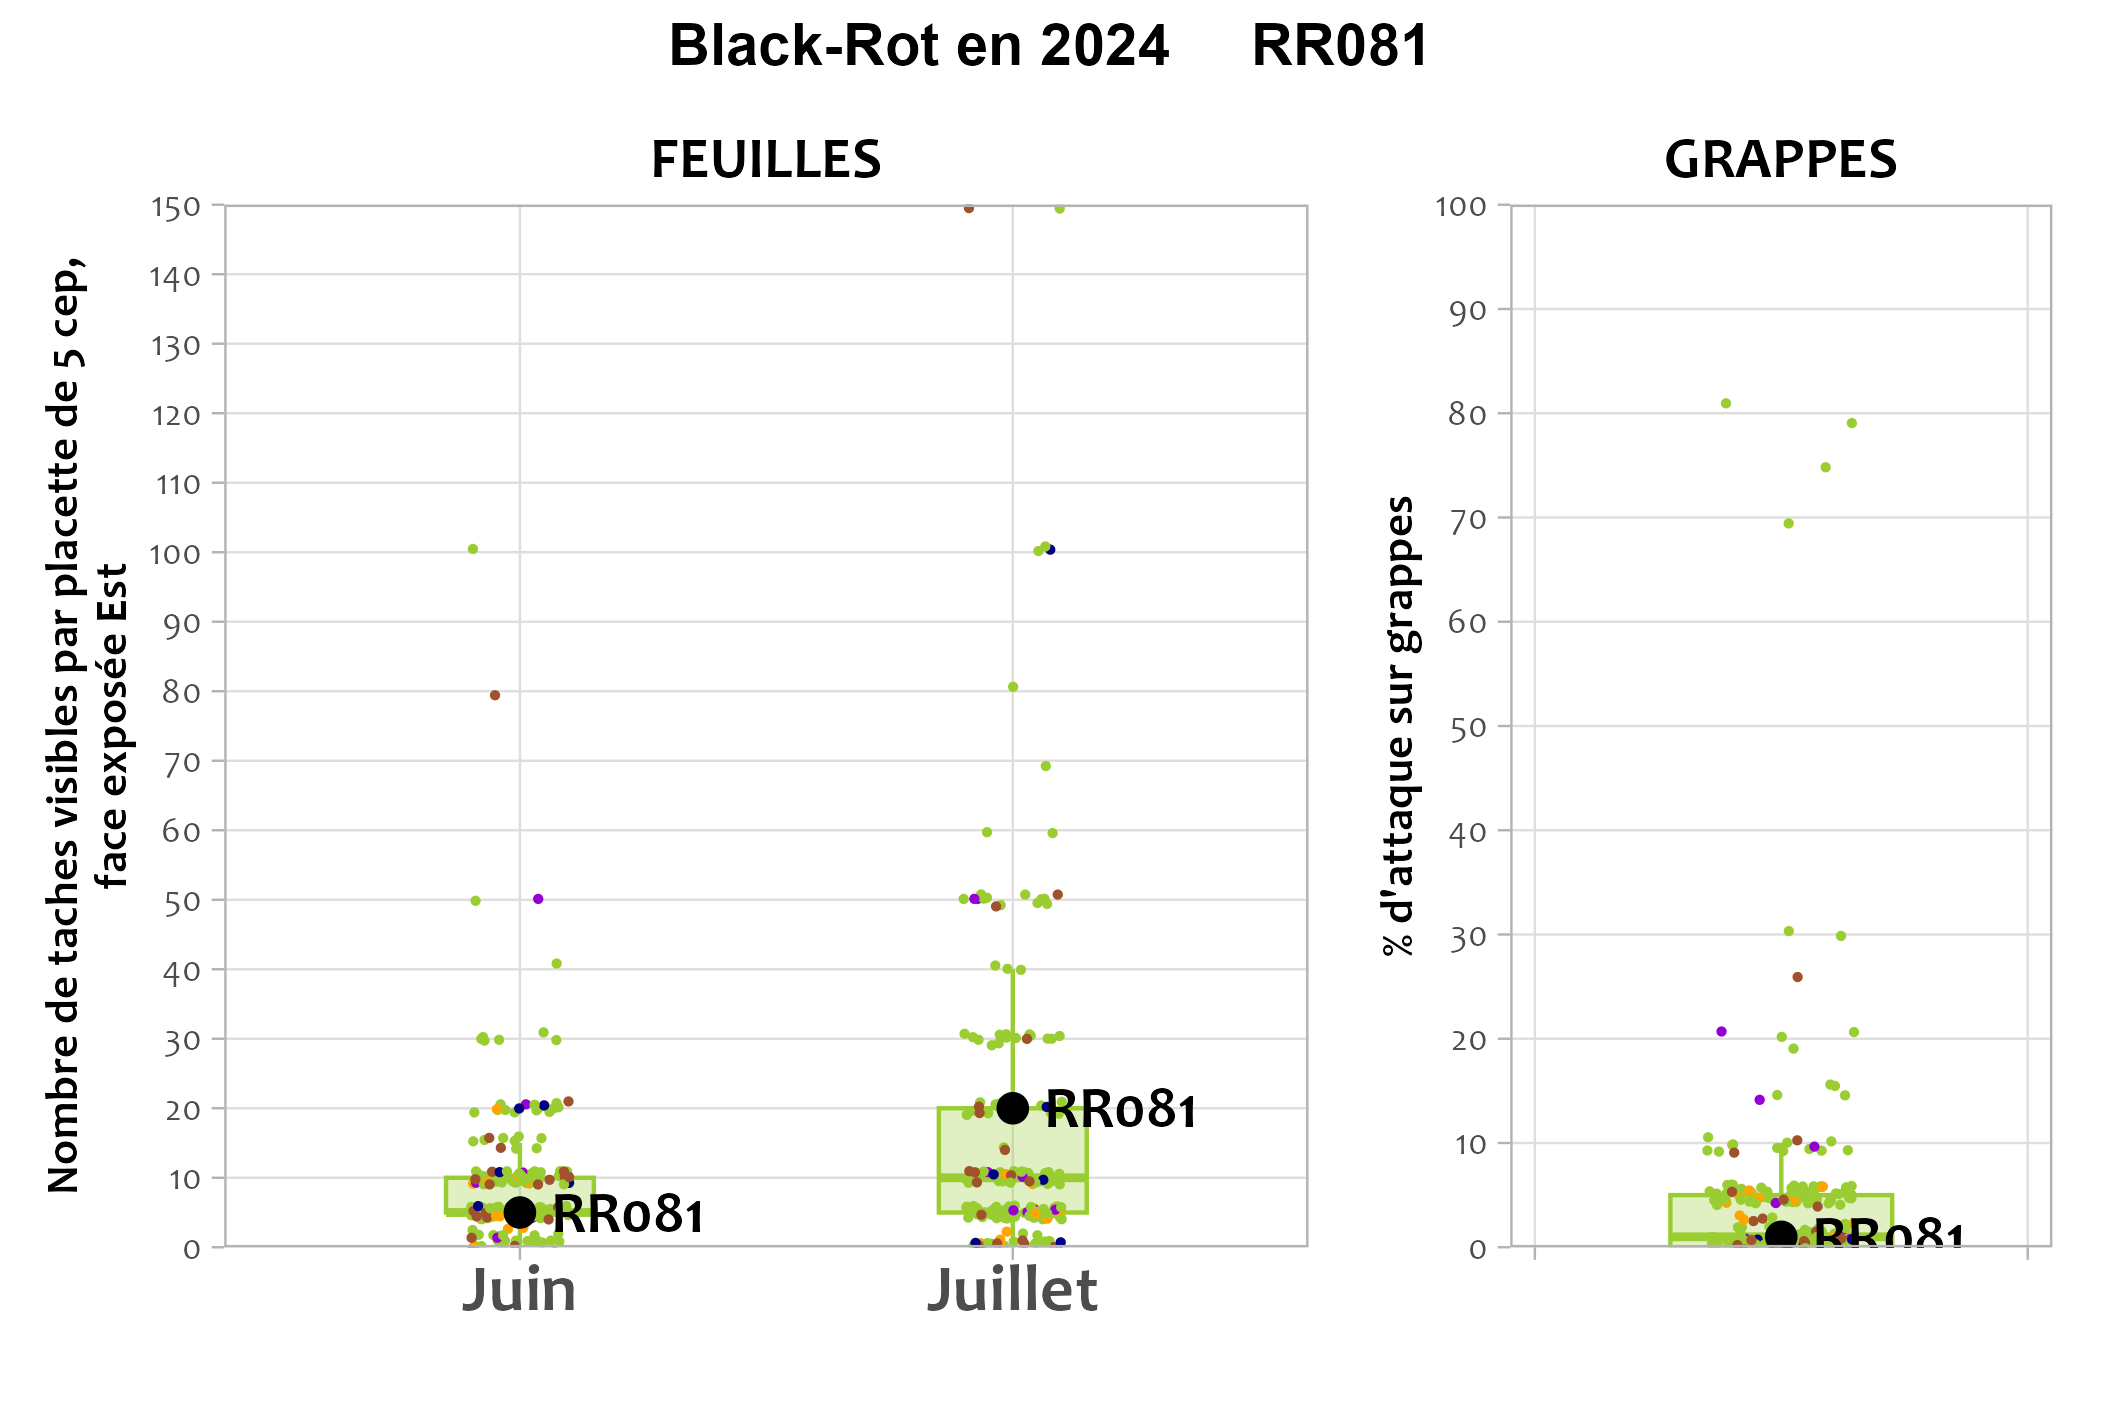 Black-Rot en 2024 RR081
FEUILLES
GRAPPES
Nombre de taches visibles par placette de 5 cep,
face exposée Est
150
140
130
120
110
100
90
80
70
60
50
40
30
20
10
0
RR081
RR081
Juin
Juillet
% d'attaque sur grappes
100
90
80
70
60
50
40
30
20
10
0
RR081